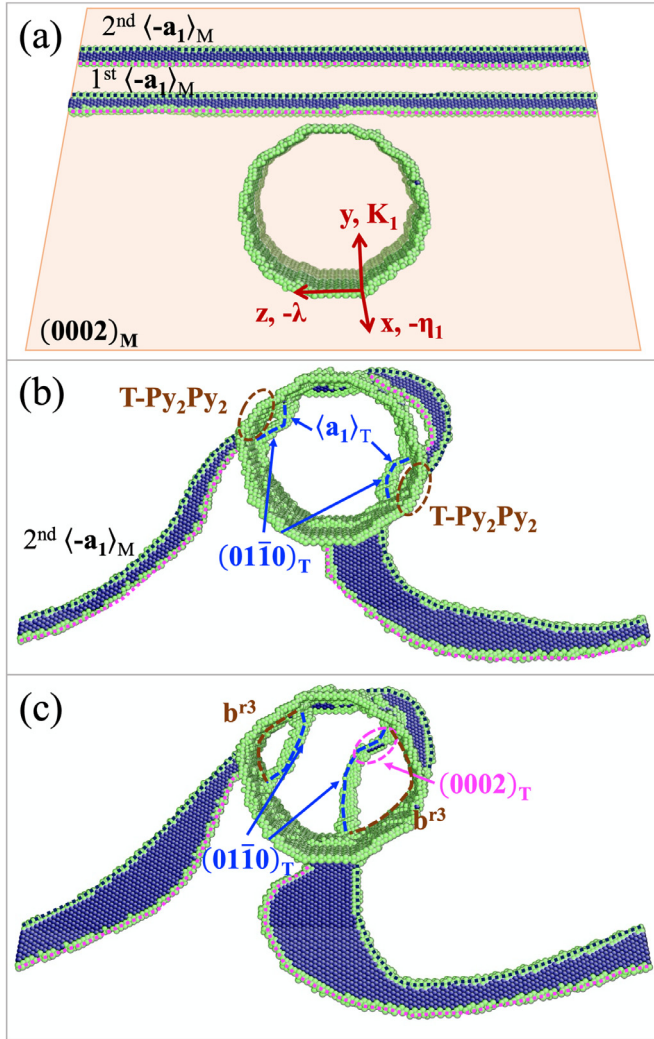 (a)
2nd ⟨-a₁⟩M
1st ⟨-a₁⟩M
y, K₁
z, -λ
x, -η₁
(0002)M
(b)
T-Py₂Py₂
⟨a₁⟩T
T-Py₂Py₂
2nd ⟨-a₁⟩M
(011̄0)T
(c)
bʳ³
(0002)T
bʳ³
(011̄0)T